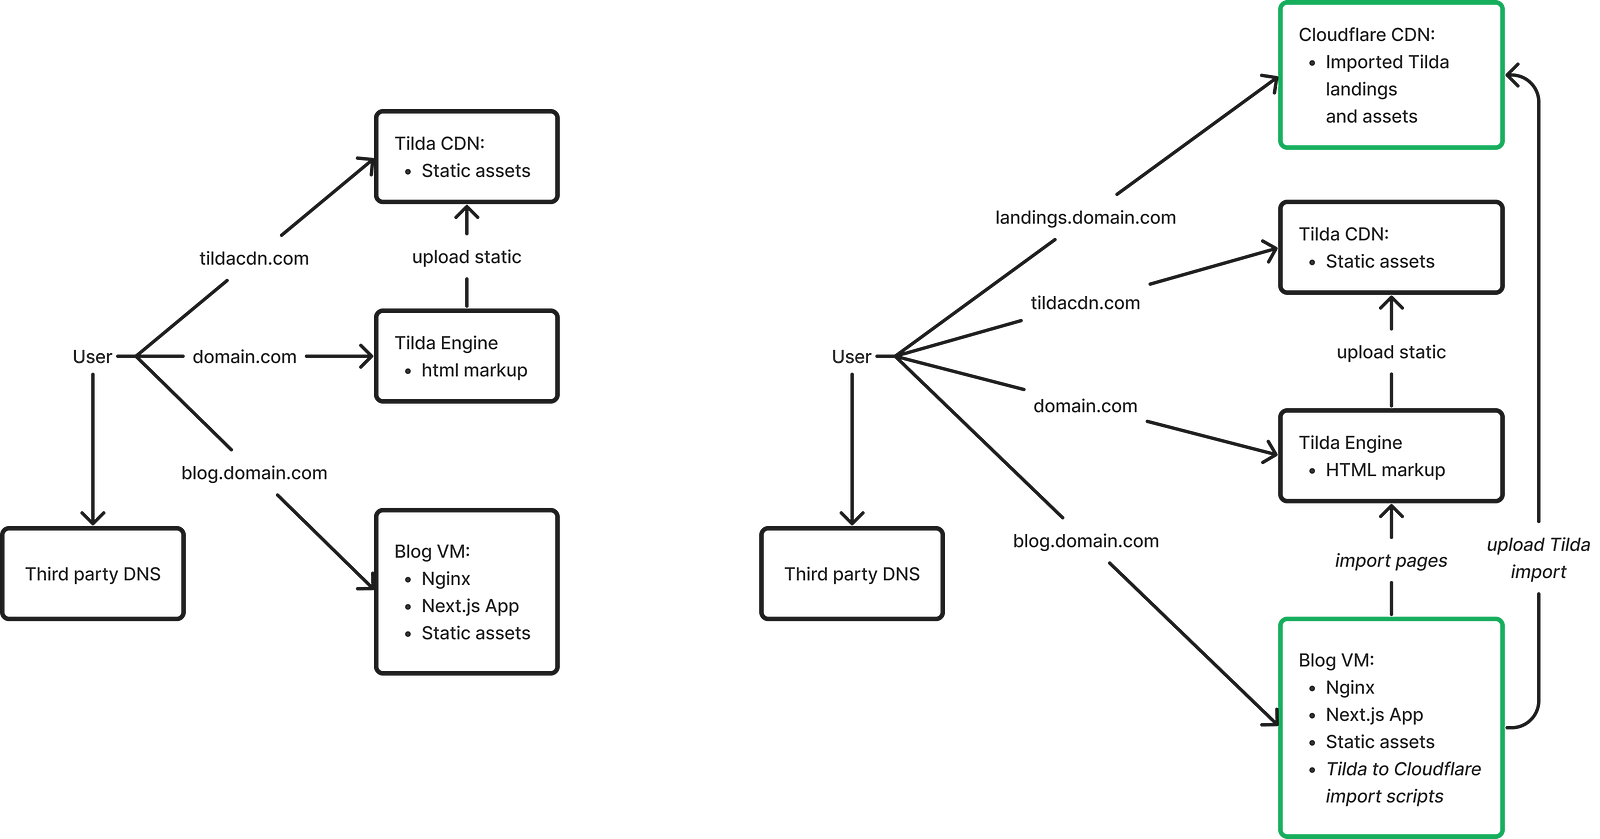 Tilda CDN:
• Static assets
tildacdn.com
upload static
Tilda Engine
• html markup
User
domain.com
blog.domain.com
Third party DNS
Blog VM:
• Nginx
• Next.js App
• Static assets
Cloudflare CDN:
• Imported Tilda
landings
and assets
landings.domain.com
Tilda CDN:
• Static assets
tildacdn.com
upload static
User
domain.com
Tilda Engine
• HTML markup
blog.domain.com
import pages
upload Tilda
import
Third party DNS
Blog VM:
• Nginx
• Next.js App
• Static assets
• Tilda to Cloudflare
import scripts